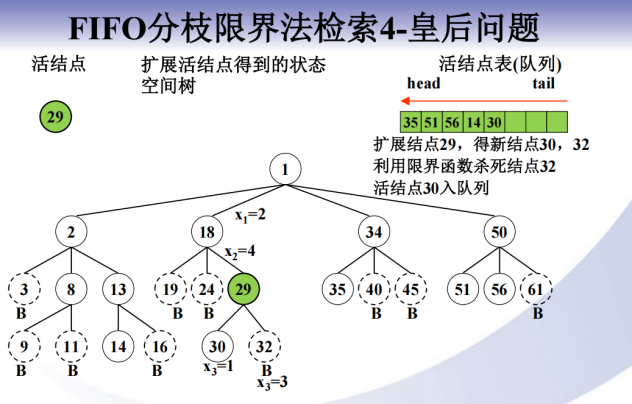 FIFO分枝限界法检索4-皇后问题
活结点
扩展活结点得到的状态
空间树
活结点表(队列)
head tail
29
35 51 56 14 30
扩展结点29，得新结点30，32
利用限界函数杀死结点32
活结点30入队列
1
x1=2
2 18 34 50
x2=4
3 8 13 19 24 29 35 40 45 51 56 61
B B B B B B
9 11 14 16 30 32
B B B x3=1 B
x3=3